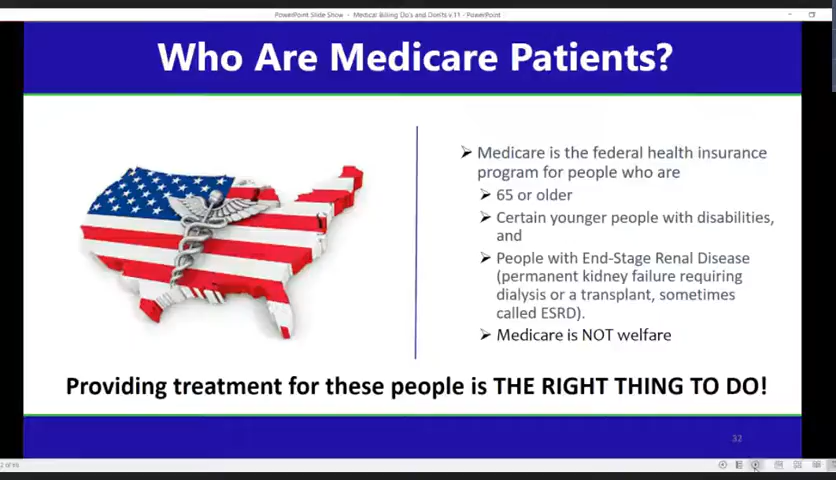 PowerPoint Slide Show - Medical Billing Do's and Don'ts v.11 - PowerPoint
Who Are Medicare Patients?
Medicare is the federal health insurance
program for people who are
65 or older
Certain younger people with disabilities,
and
People with End-Stage Renal Disease
(permanent kidney failure requiring
dialysis or a transplant, sometimes
called ESRD).
Medicare is NOT welfare
Providing treatment for these people is THE RIGHT THING TO DO!